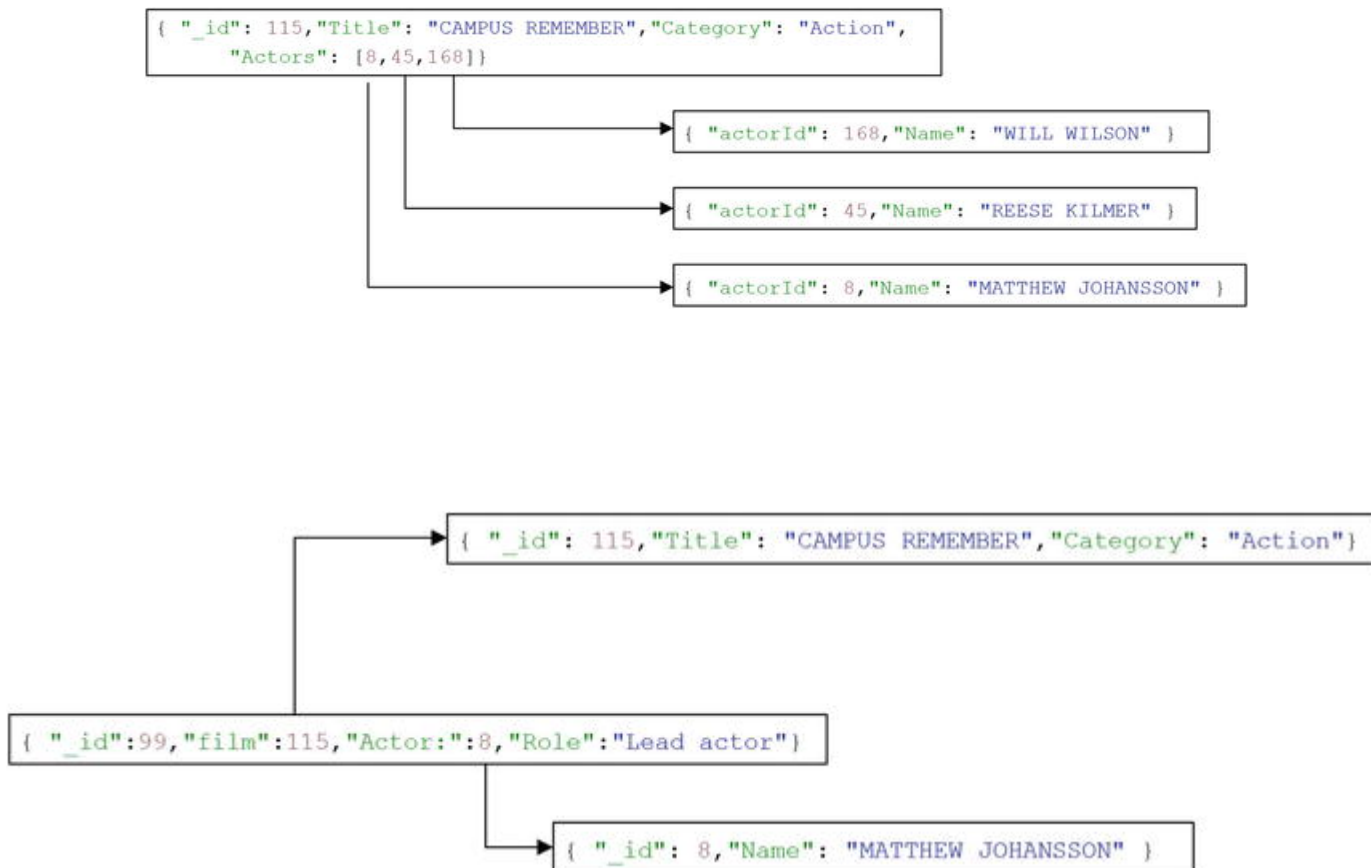 { "_id": 115,"Title": "CAMPUS REMEMBER","Category": "Action",
"Actors": [8,45,168]}
{ "actorId": 168,"Name": "WILL WILSON" }
{ "actorId": 45,"Name": "REESE KILMER" }
{ "actorId": 8,"Name": "MATTHEW JOHANSSON" }
{ "_id": 115,"Title": "CAMPUS REMEMBER","Category": "Action"}
{ "_id":99,"film":115,"Actor:":8,"Role":"Lead actor"}
{ "_id": 8,"Name": "MATTHEW JOHANSSON" }